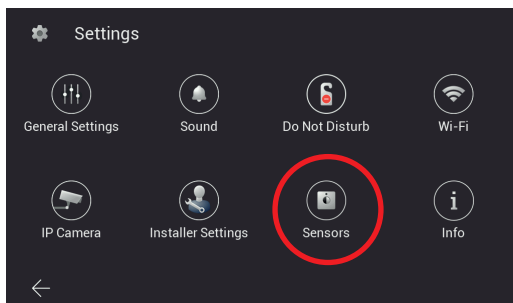 Settings
General Settings
Sound
Do Not Disturb
Wi-Fi
IP Camera
Installer Settings
Sensors
Info